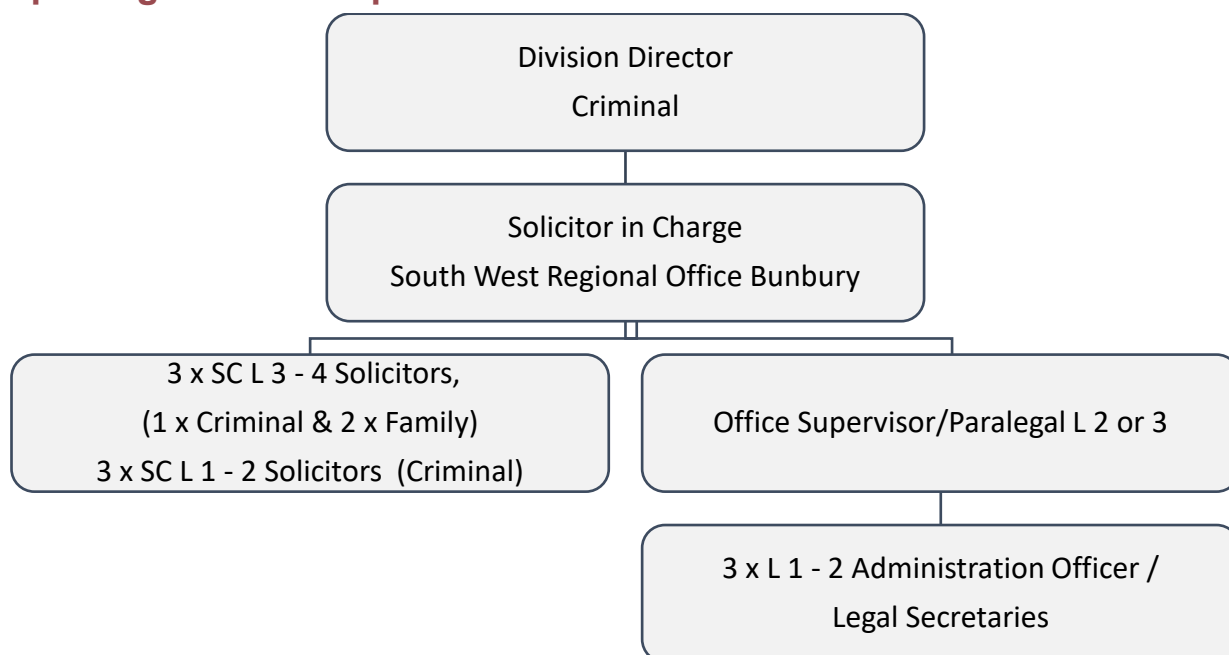 Division Director
Criminal
Solicitor in Charge
South West Regional Office Bunbury
3 x SC L 3 - 4 Solicitors,
(1 x Criminal & 2 x Family)
3 x SC L 1 - 2 Solicitors (Criminal)
Office Supervisor/Paralegal L 2 or 3
3 x L 1 - 2 Administration Officer /
Legal Secretaries